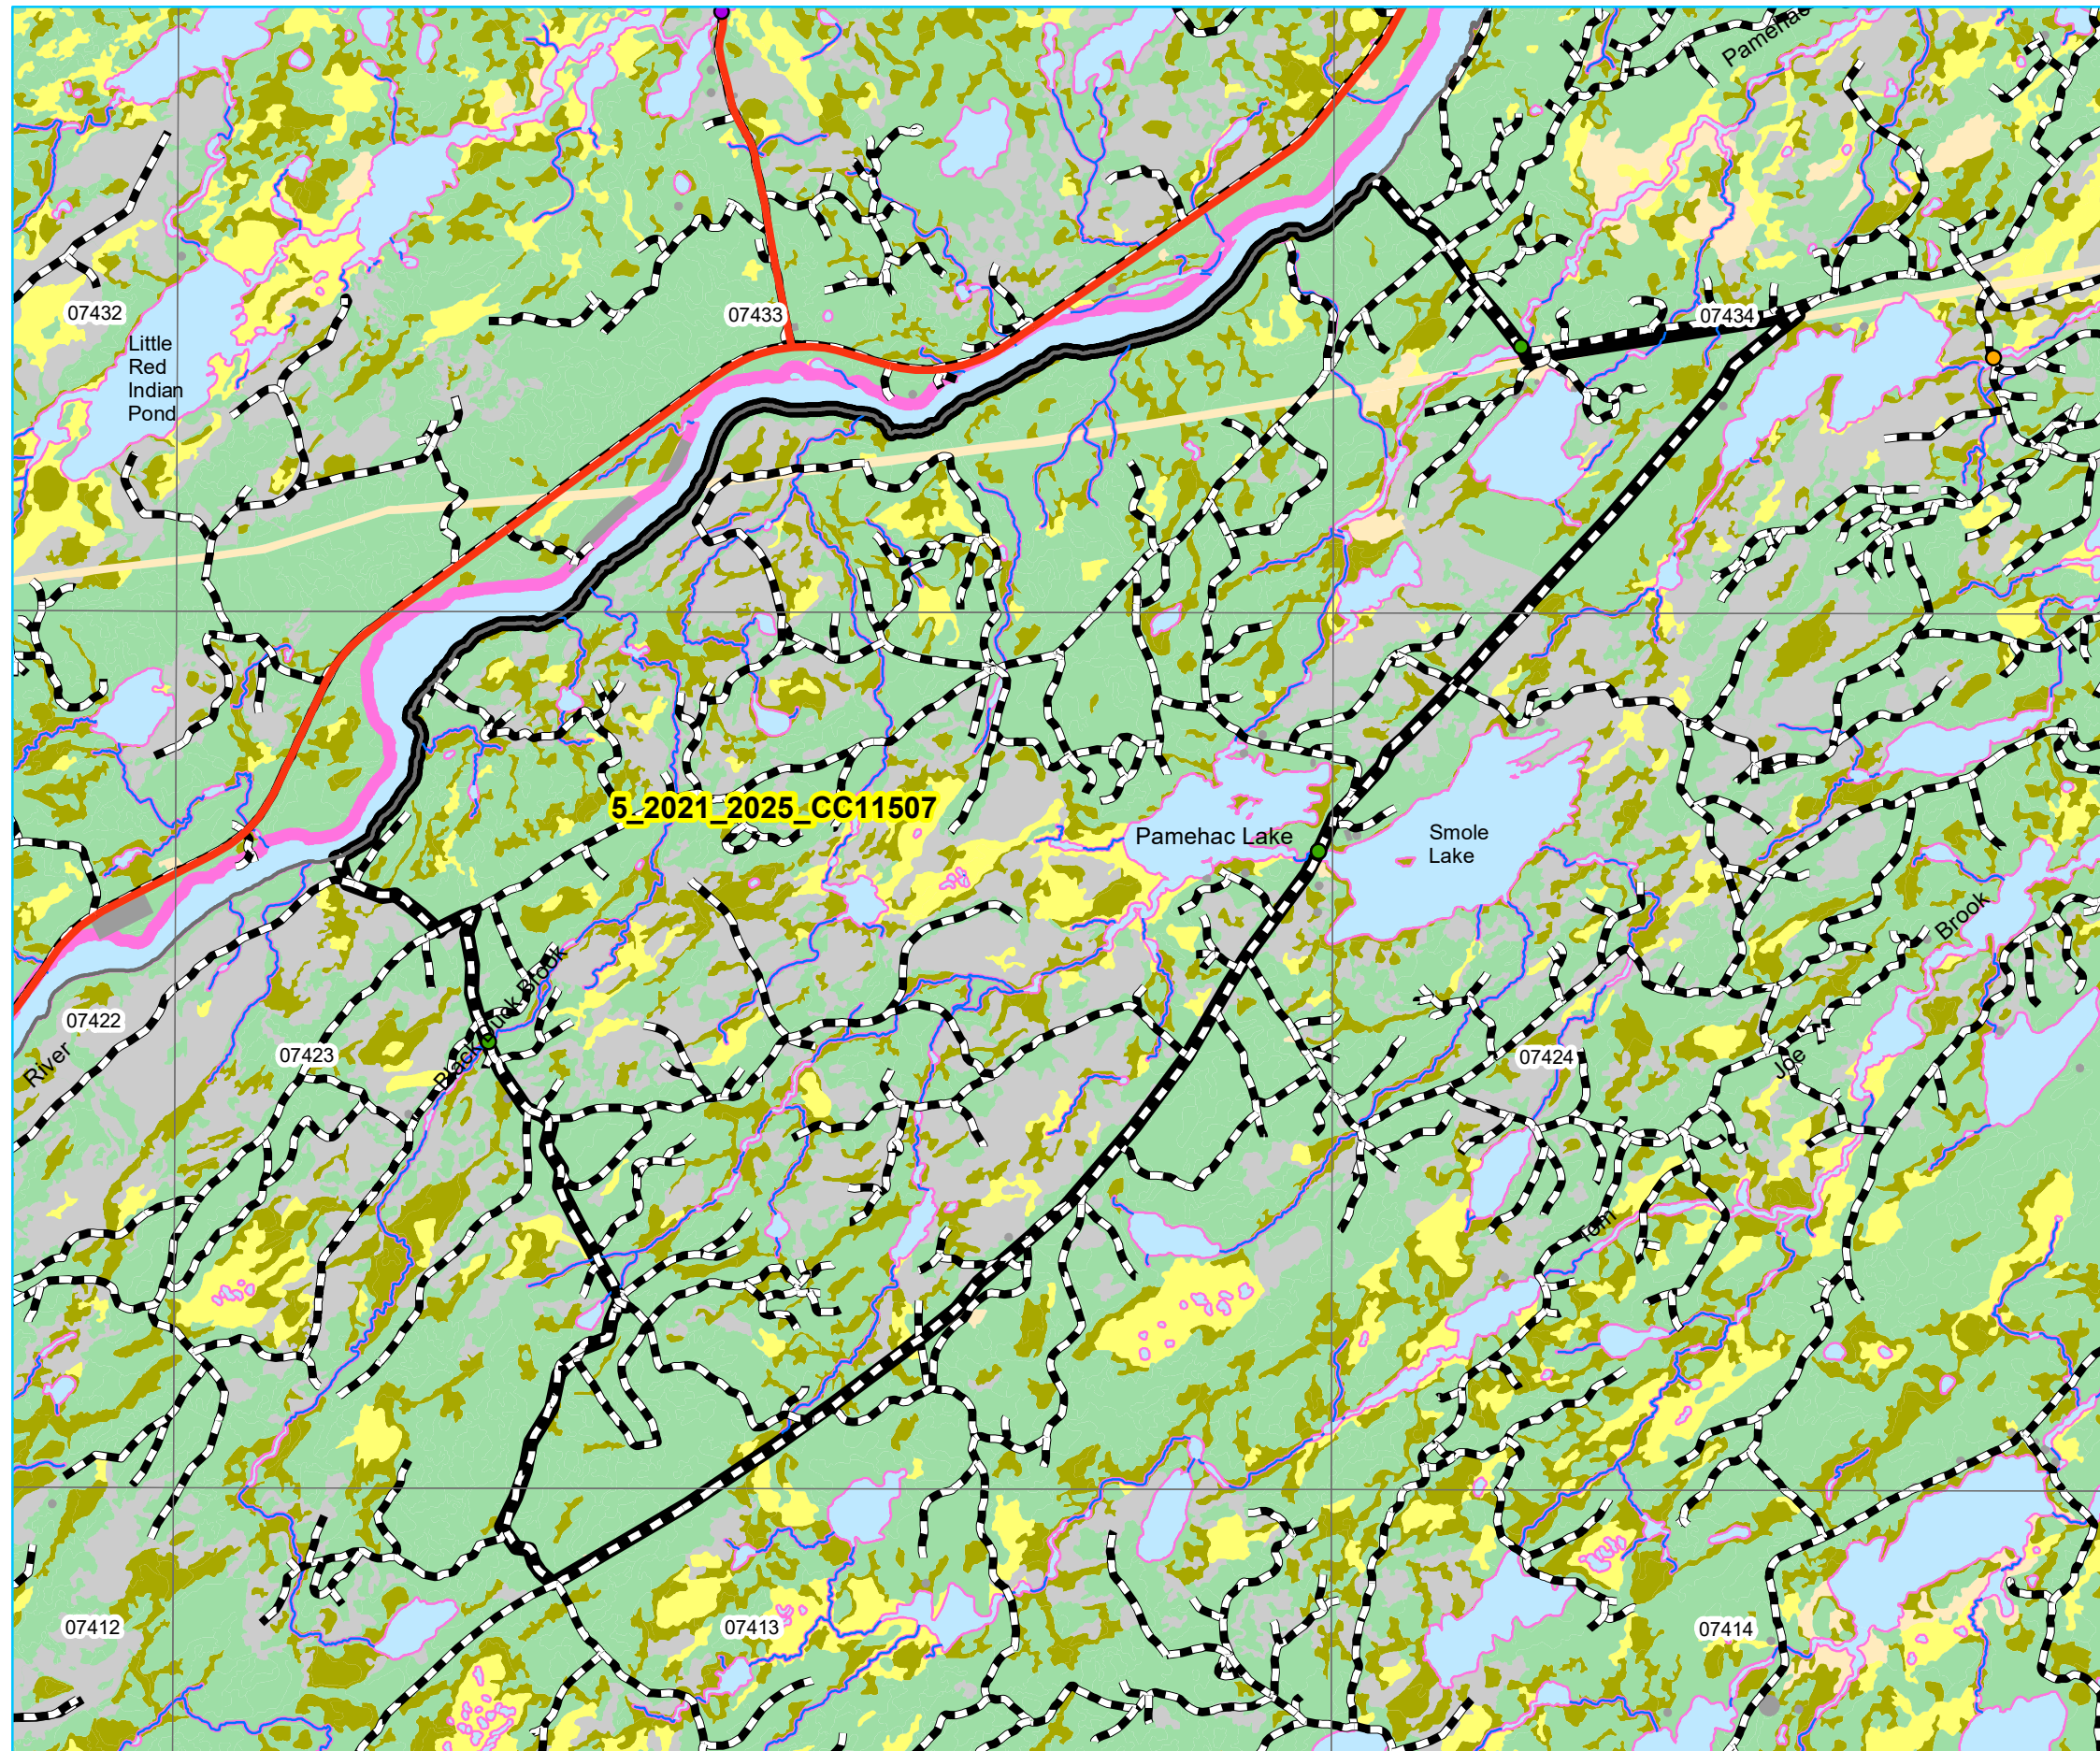 Pamehac
07432
07433
07434
Little
Red
Indian
Pond
5_2021_2025_CC11507
Pamehac Lake
Smole
Lake
Brook
07422
River
07423
Black Duck Brook
07424
Joe
Tom
07412
07413
07414